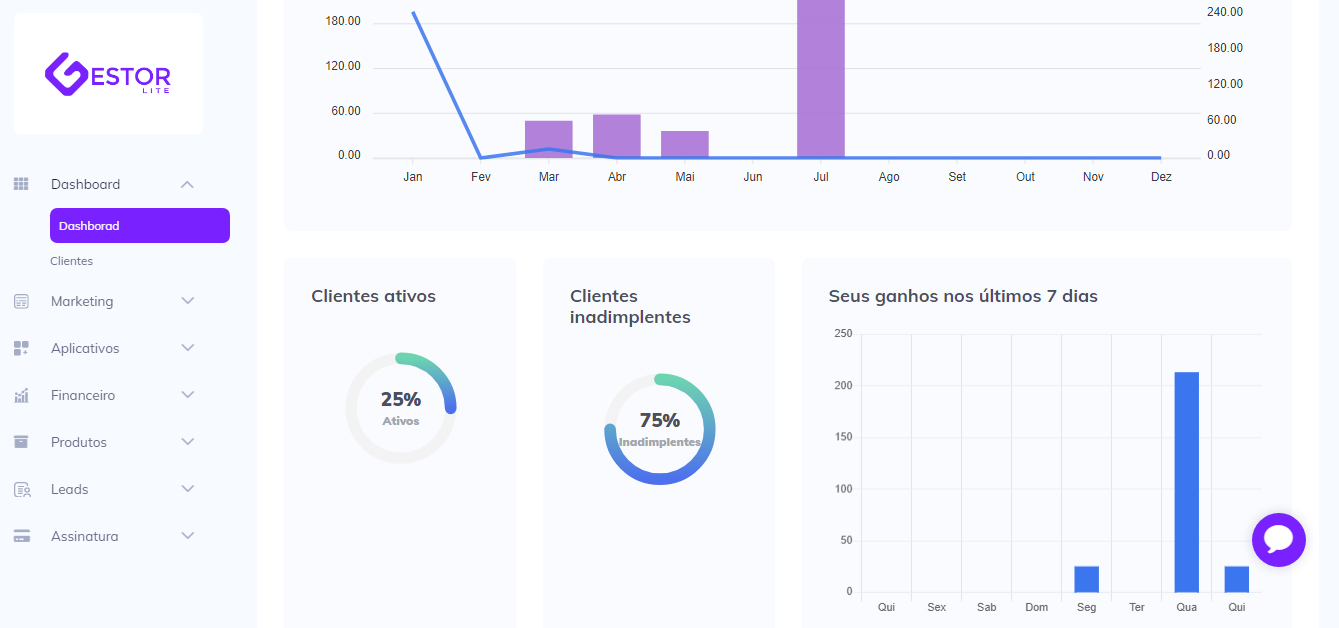 ESTOR
LITE
Dashboard
Dashborad
Clientes
Marketing
Aplicativos
Financeiro
Produtos
Leads
Assinatura
180.00
120.00
60.00
0.00
240.00
180.00
120.00
60.00
0.00
Jan Fev Mar Abr Mai Jun Jul Ago Set Out Nov Dez
Clientes ativos
25%
Ativos
Clientes
inadimplentes
75%
Inadimplentes
Seus ganhos nos últimos 7 dias
250
200
150
100
50
0
Qui Sex Sab Dom Seg Ter Qua Qui